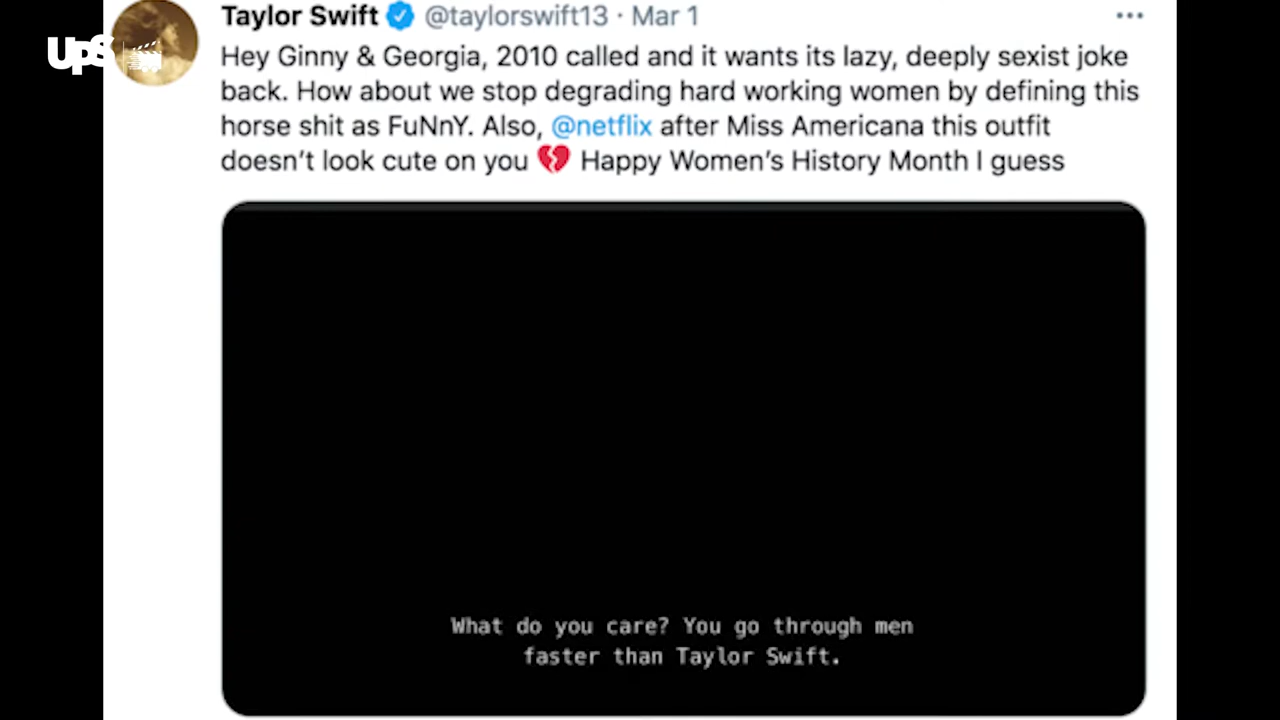 UpS
Taylor Swift @taylorswift13 · Mar 1
Hey Ginny & Georgia, 2010 called and it wants its lazy, deeply sexist joke
back. How about we stop degrading hard working women by defining this
horse shit as FuNnY. Also, @netflix after Miss Americana this outfit
doesn’t look cute on you 💔 Happy Women’s History Month I guess
What do you care? You go through men
faster than Taylor Swift.